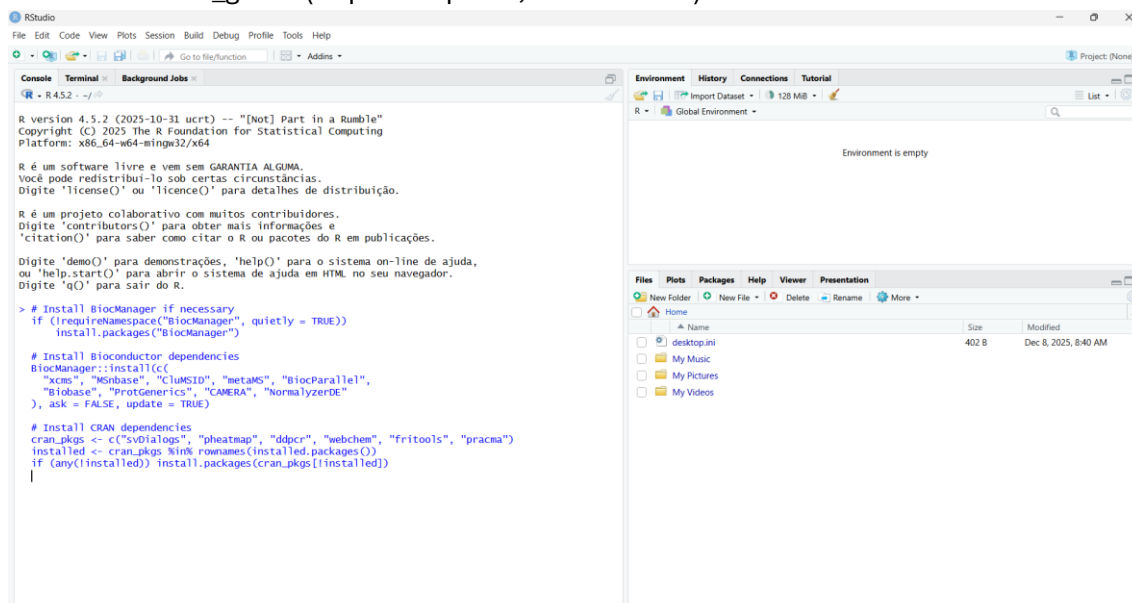 RStudio
File Edit Code View Plots Session Build Debug Profile Tools Help
Go to file/function Addins Project: (None
Console Terminal Background Jobs
R 4.5.2 · ~/
R version 4.5.2 (2025-10-31 ucrt) -- "[Not] Part in a Rumble"
Copyright (C) 2025 The R Foundation for Statistical Computing
Platform: x86_64-w64-mingw32/x64
R é um software livre e vem sem GARANTIA ALGUMA.
Você pode redistribuí-lo sob certas circunstâncias.
Digite 'license()' ou 'licence()' para detalhes de distribuição.
R é um projeto colaborativo com muitos contribuidores.
Digite 'contributors()' para obter mais informações e
'citation()' para saber como citar o R ou pacotes do R em publicações.
Digite 'demo()' para demonstrações, 'help()' para o sistema on-line de ajuda,
ou 'help.start()' para abrir o sistema de ajuda em HTML no seu navegador.
Digite 'q()' para sair do R.
> # Install BiocManager if necessary
if (!requireNamespace("BiocManager", quietly = TRUE))
install.packages("BiocManager")
# Install Bioconductor dependencies
BiocManager::install(c(
"xcms", "MSnbase", "CluMSID", "metaMS", "BiocParallel",
"Biobase", "ProtGenerics", "CAMERA", "NormalyzerDE"
), ask = FALSE, update = TRUE)
# Install CRAN dependencies
cran_pkgs <- c("svDialogs", "pheatmap", "ddpcr", "webchem", "fritools", "pracma")
installed <- cran_pkgs %in% rownames(installed.packages())
if (any(!installed)) install.packages(cran_pkgs[!installed])
Environment History Connections Tutorial
Import Dataset 128 MiB List
R Global Environment
Environment is empty
Files Plots Packages Help Viewer Presentation
New Folder New File Delete Rename More
Home
Name Size Modified
desktop.ini 402 B Dec 8, 2025, 8:40 AM
My Music
My Pictures
My Videos